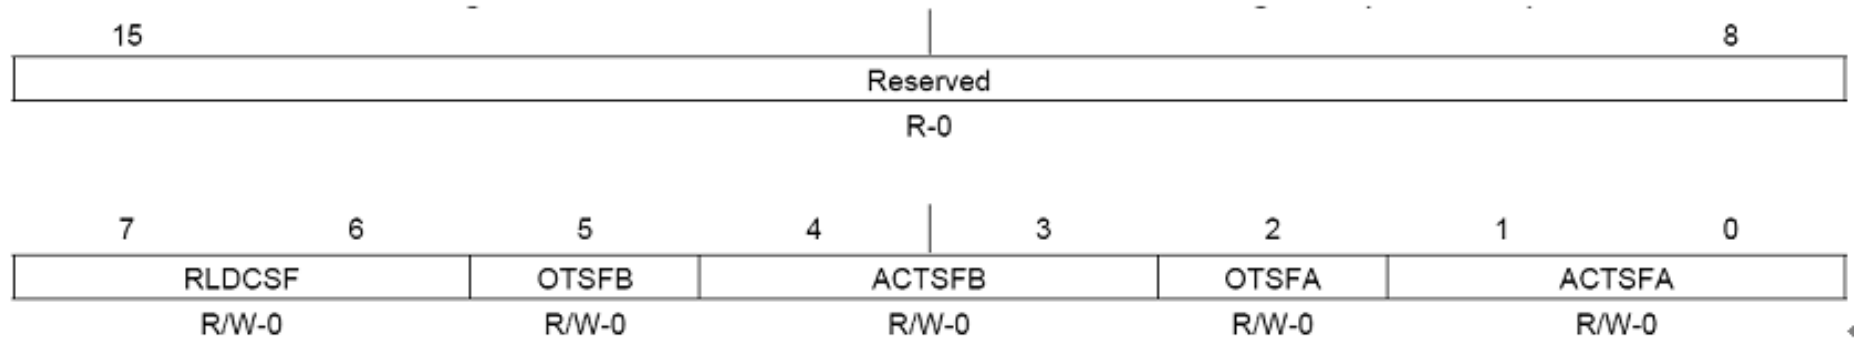 15 8
Reserved
R-0
7 6 5 4 3 2 1 0
RLDCSF OTSFB ACTSFB OTSFA ACTSFA
R/W-0 R/W-0 R/W-0 R/W-0 R/W-0